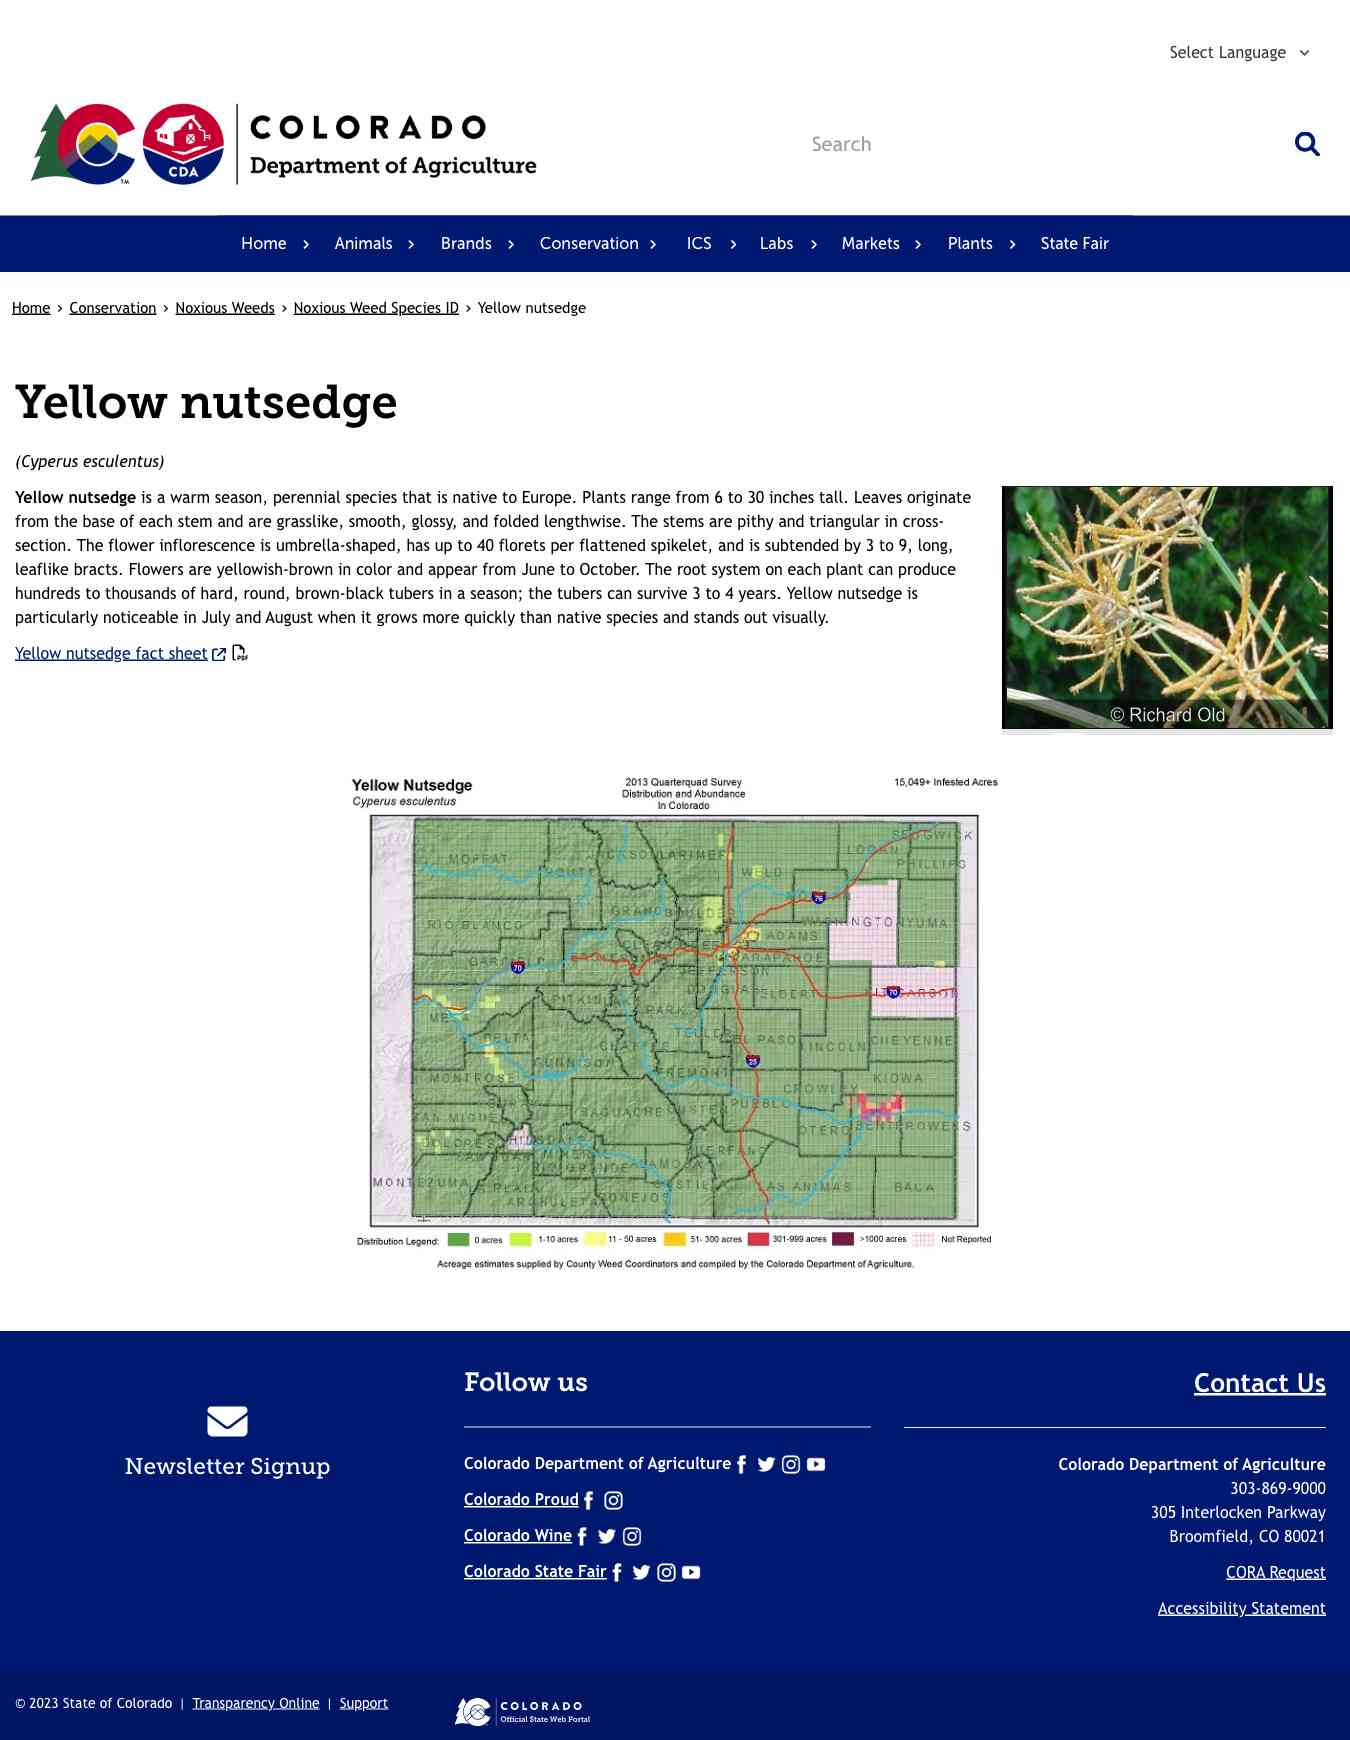 Select Language
COLORADO
Department of Agriculture
CDA
TM
Search
Home Animals Brands Conservation ICS Labs Markets Plants State Fair
Home › Conservation › Noxious Weeds › Noxious Weed Species ID › Yellow nutsedge
Yellow nutsedge
(Cyperus esculentus)
Yellow nutsedge is a warm season, perennial species that is native to Europe. Plants range from 6 to 30 inches tall. Leaves originate
from the base of each stem and are grasslike, smooth, glossy, and folded lengthwise. The stems are pithy and triangular in cross-
section. The flower inflorescence is umbrella-shaped, has up to 40 florets per flattened spikelet, and is subtended by 3 to 9, long,
leaflike bracts. Flowers are yellowish-brown in color and appear from June to October. The root system on each plant can produce
hundreds to thousands of hard, round, brown-black tubers in a season; the tubers can survive 3 to 4 years. Yellow nutsedge is
particularly noticeable in July and August when it grows more quickly than native species and stands out visually.
Yellow nutsedge fact sheet PDF
© Richard Old
Yellow Nutsedge
Cyperus esculentus
2013 Quarterquad Survey
Distribution and Abundance
In Colorado
15,049+ Infested Acres
SEDGWICK
LOGAN
MOFFAT
JACKSON LARIMER
PHILLIPS
WELD
76
GRAND BOULDER
WASHINGTON YUMA
RIO BLANCO
ADAMS
ARAPAHOE
70
JEFFERSON
PITKIN
ELBERT
70
PARK
EL PASO
LINCOLN
CHEYENNE
DELTA
GUNNISON
25
FREMONT
MONTROSE
KIOWA
CROWLEY
PUEBLO
SAGUACHE CUSTER
SAN MIGUEL
OTERO
BENT PROWERS
DOLORES
HINSDALE
RIO GRANDE
ALAMOSA
MONTEZUMA
COSTILLA
LAS ANIMAS
BACA
ARCHULETA
CONEJOS
Distribution Legend: 0 acres 1-10 acres 11 - 50 acres 51- 300 acres 301-999 acres >1000 acres Not Reported
Acreage estimates supplied by County Weed Coordinators and compiled by the Colorado Department of Agriculture.
Newsletter Signup
Follow us
Colorado Department of Agriculture
Colorado Proud
Colorado Wine
Colorado State Fair
Contact Us
Colorado Department of Agriculture
303-869-9000
305 Interlocken Parkway
Broomfield, CO 80021
CORA Request
Accessibility Statement
© 2023 State of Colorado | Transparency Online | Support
COLORADO
Official State Web Portal